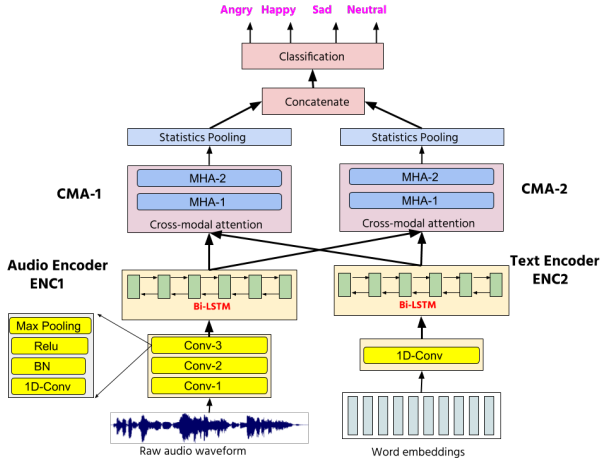 Angry Happy Sad Neutral
Classification
Concatenate
Statistics Pooling
Statistics Pooling
CMA-1
MHA-2
MHA-1
Cross-modal attention
MHA-2
MHA-1
Cross-modal attention
CMA-2
Audio Encoder
ENC1
Bi-LSTM
Bi-LSTM
Text Encoder
ENC2
Max Pooling
Relu
BN
1D-Conv
Conv-3
Conv-2
Conv-1
1D-Conv
Raw audio waveform
Word embeddings